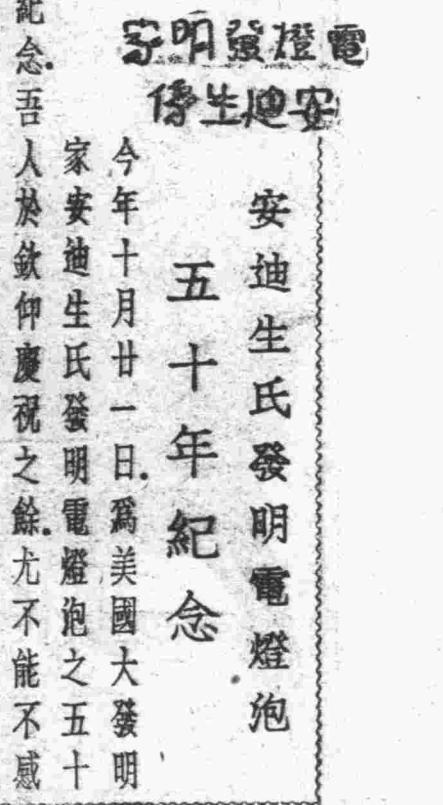 電燈發明家
安迪生傳
安迪生氏發明電燈泡
五十年紀念
今年十月廿一日.爲美國大發明
家安迪生氏發明電燈泡之五十
紀念.吾人於欽仰慶祝之餘.尤不能不感